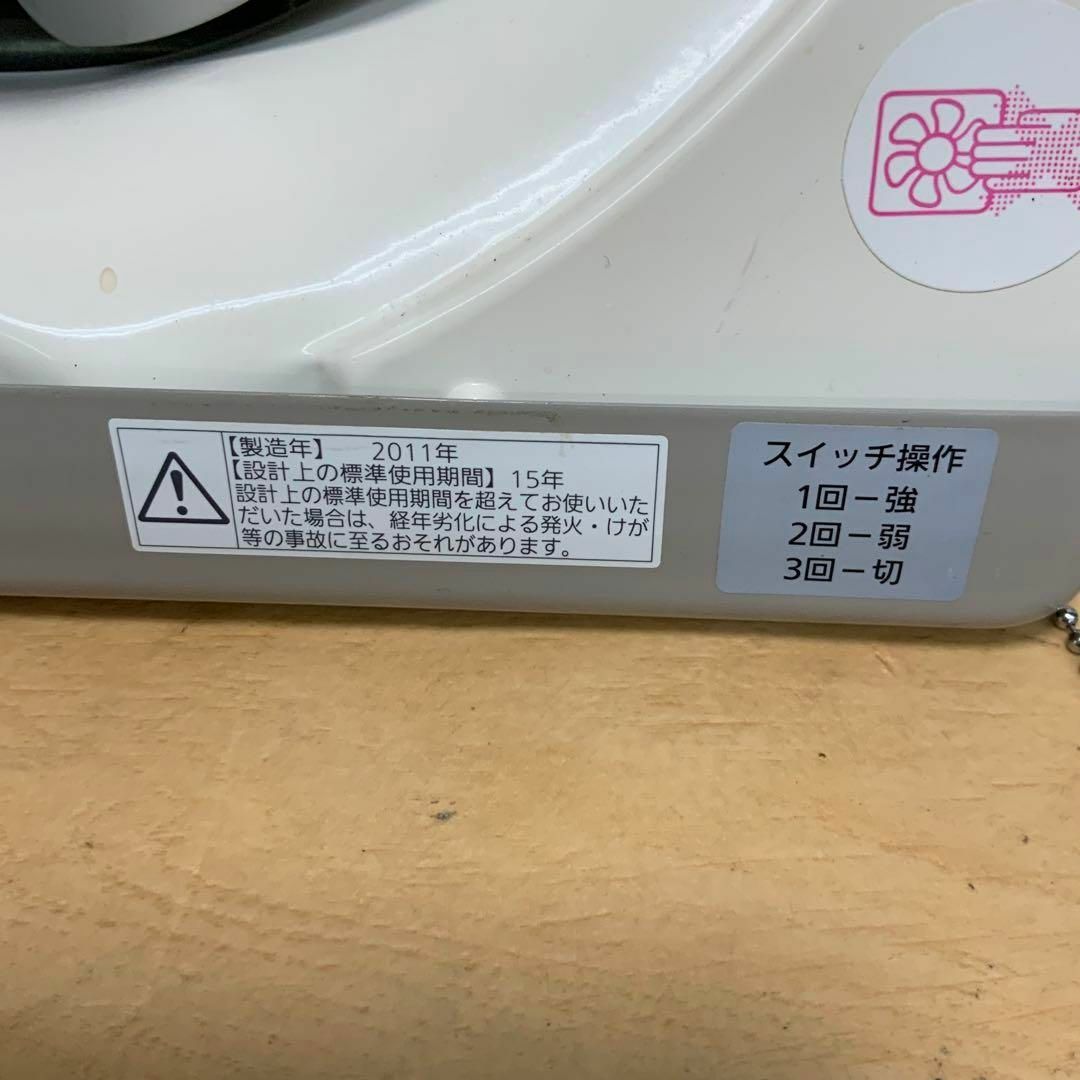 【製造年】 2011年
【設計上の標準使用期間】15年
設計上の標準使用期間を超えてお使いいた
だいた場合は、経年劣化による発火・けが
等の事故に至るおそれがあります。
スイッチ操作
1回－強
2回－弱
3回－切